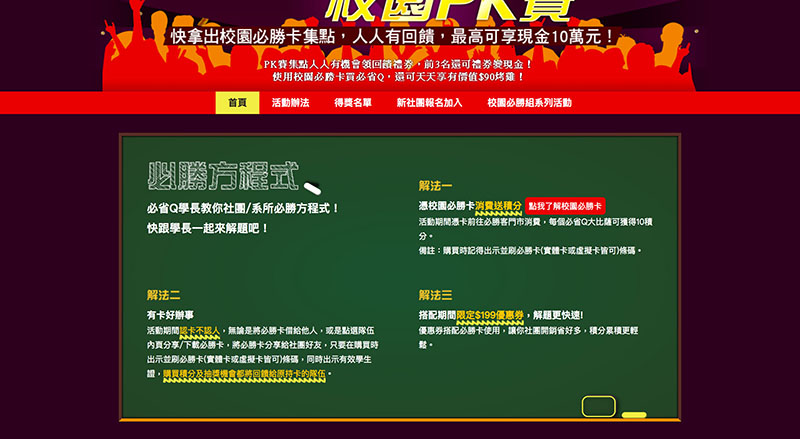 校園PK賽
快拿出校園必勝卡集點，人人有回饋，最高可享現金10萬元！
PK賽集點人人有機會領回饋禮券，前3名還可禮券變現金！
使用校園必勝卡買必省Q，還可天天享有價值$90烤雞！
首頁 活動辦法 得獎名單 新社團報名加入 校園必勝組系列活動
必勝方程式
必省Q學長教你社團/系所必勝方程式！
快跟學長一起來解題吧！
解法一
憑校園必勝卡消費送積分 點我了解校園必勝卡
活動期間憑卡前往必勝客門市消費，每個必省Q大比薩可獲得10積
分。
備註：購買時記得出示並刷必勝卡(實體卡或虛擬卡皆可)條碼。
解法二
有卡好辦事
活動期間認卡不認人，無論是將必勝卡借給他人，或是點選隊伍
內頁分享/下載必勝卡，將必勝卡分享給社團好友，只要在購買時
出示並刷必勝卡(實體卡或虛擬卡皆可)條碼，同時出示有效學生
證，購買積分及抽獎機會都將回饋給原持卡的隊伍。
解法三
搭配期間限定$199優惠券，解題更快速!
優惠券搭配必勝卡使用，讓你社團開銷省好多，積分累積更輕
鬆。